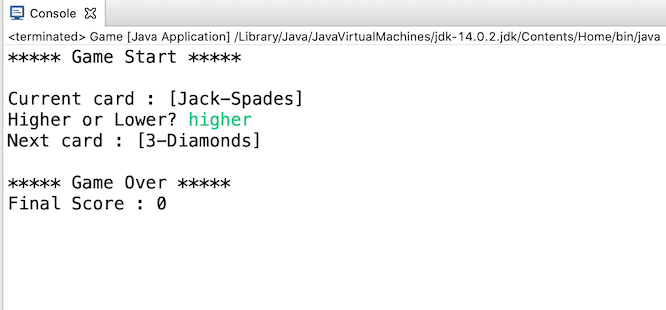 Console
<terminated> Game [Java Application] /Library/Java/JavaVirtualMachines/jdk-14.0.2.jdk/Contents/Home/bin/java
***** Game Start *****
Current card : [Jack-Spades]
Higher or Lower? higher
Next card : [3-Diamonds]
***** Game Over *****
Final Score : 0